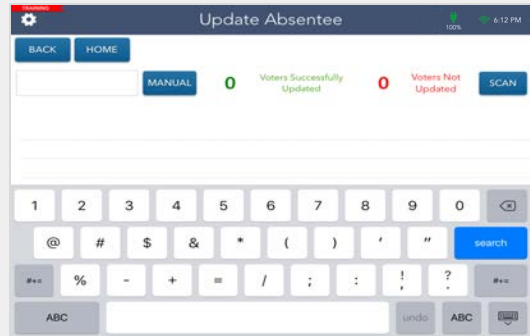 TRAINING
Update Absentee
100%
6:12 PM
BACK HOME
MANUAL 0 Voters Successfully Updated 0 Voters Not Updated SCAN
1 2 3 4 5 6 7 8 9 0
@ # $ & * ( ) ' " search
#+= % - + = / ; : ! , ? . #+=
ABC undo ABC